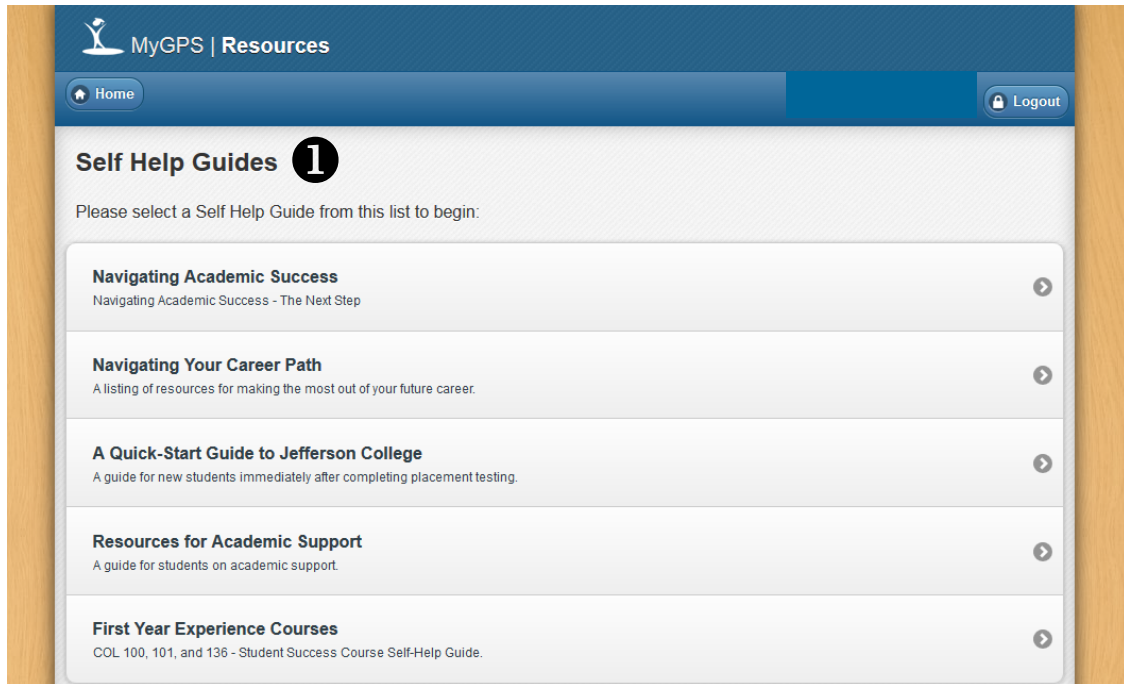 MyGPS | Resources
Home
Logout
Self Help Guides ❶
Please select a Self Help Guide from this list to begin:
Navigating Academic Success
Navigating Academic Success - The Next Step
Navigating Your Career Path
A listing of resources for making the most out of your future career.
A Quick-Start Guide to Jefferson College
A guide for new students immediately after completing placement testing.
Resources for Academic Support
A guide for students on academic support.
First Year Experience Courses
COL 100, 101, and 136 - Student Success Course Self-Help Guide.